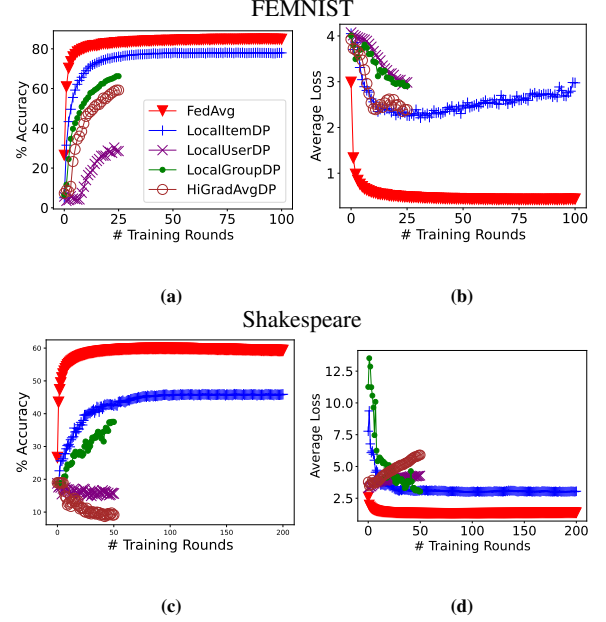 FEMNIST
80
60
40
20
0
% Accuracy
0
25
50
75
100
# Training Rounds
FedAvg
LocalItemDP
LocalUserDP
LocalGroupDP
HiGradAvgDP
(a)
4
3
2
1
Average Loss
0
25
50
75
100
# Training Rounds
(b)
Shakespeare
60
50
40
30
20
10
% Accuracy
0
50
100
150
200
# Training Rounds
(c)
12.5
10.0
7.5
5.0
2.5
Average Loss
0
50
100
150
200
# Training Rounds
(d)